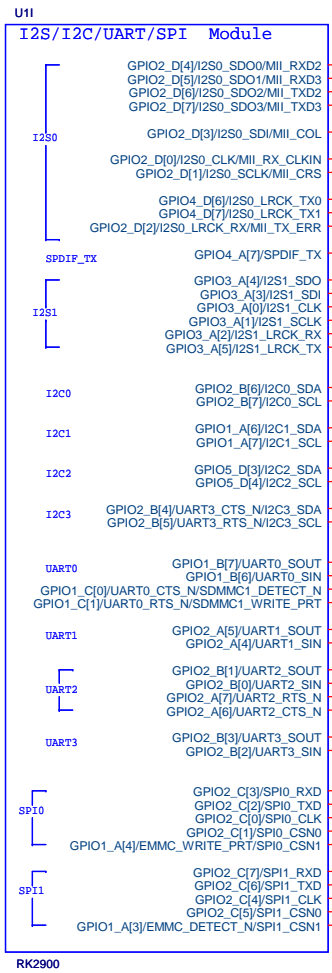 U1I
I2S/I2C/UART/SPI Module
GPIO2_D[4]/I2S0_SDO0/MII_RXD2
GPIO2_D[5]/I2S0_SDO1/MII_RXD3
GPIO2_D[6]/I2S0_SDO2/MII_TXD2
GPIO2_D[7]/I2S0_SDO3/MII_TXD3
I2S0
GPIO2_D[3]/I2S0_SDI/MII_COL
GPIO2_D[0]/I2S0_CLK/MII_RX_CLKIN
GPIO2_D[1]/I2S0_SCLK/MII_CRS
GPIO4_D[6]/I2S0_LRCK_TX0
GPIO4_D[7]/I2S0_LRCK_TX1
GPIO2_D[2]/I2S0_LRCK_RX/MII_TX_ERR
SPDIF_TX
GPIO4_A[7]/SPDIF_TX
GPIO3_A[4]/I2S1_SDO
GPIO3_A[3]/I2S1_SDI
I2S1
GPIO3_A[0]/I2S1_CLK
GPIO3_A[1]/I2S1_SCLK
GPIO3_A[2]/I2S1_LRCK_RX
GPIO3_A[5]/I2S1_LRCK_TX
I2C0
GPIO2_B[6]/I2C0_SDA
GPIO2_B[7]/I2C0_SCL
I2C1
GPIO1_A[6]/I2C1_SDA
GPIO1_A[7]/I2C1_SCL
I2C2
GPIO5_D[3]/I2C2_SDA
GPIO5_D[4]/I2C2_SCL
I2C3
GPIO2_B[4]/UART3_CTS_N/I2C3_SDA
GPIO2_B[5]/UART3_RTS_N/I2C3_SCL
UART0
GPIO1_B[7]/UART0_SOUT
GPIO1_B[6]/UART0_SIN
GPIO1_C[0]/UART0_CTS_N/SDMMC1_DETECT_N
GPIO1_C[1]/UART0_RTS_N/SDMMC1_WRITE_PRT
UART1
GPIO2_A[5]/UART1_SOUT
GPIO2_A[4]/UART1_SIN
UART2
GPIO2_B[1]/UART2_SOUT
GPIO2_B[0]/UART2_SIN
GPIO2_A[7]/UART2_RTS_N
GPIO2_A[6]/UART2_CTS_N
UART3
GPIO2_B[3]/UART3_SOUT
GPIO2_B[2]/UART3_SIN
SPI0
GPIO2_C[3]/SPI0_RXD
GPIO2_C[2]/SPI0_TXD
GPIO2_C[0]/SPI0_CLK
GPIO2_C[1]/SPI0_CSN0
GPIO1_A[4]/EMMC_WRITE_PRT/SPI0_CSN1
SPI1
GPIO2_C[7]/SPI1_RXD
GPIO2_C[6]/SPI1_TXD
GPIO2_C[4]/SPI1_CLK
GPIO2_C[5]/SPI1_CSN0
GPIO1_A[3]/EMMC_DETECT_N/SPI1_CSN1
RK2900